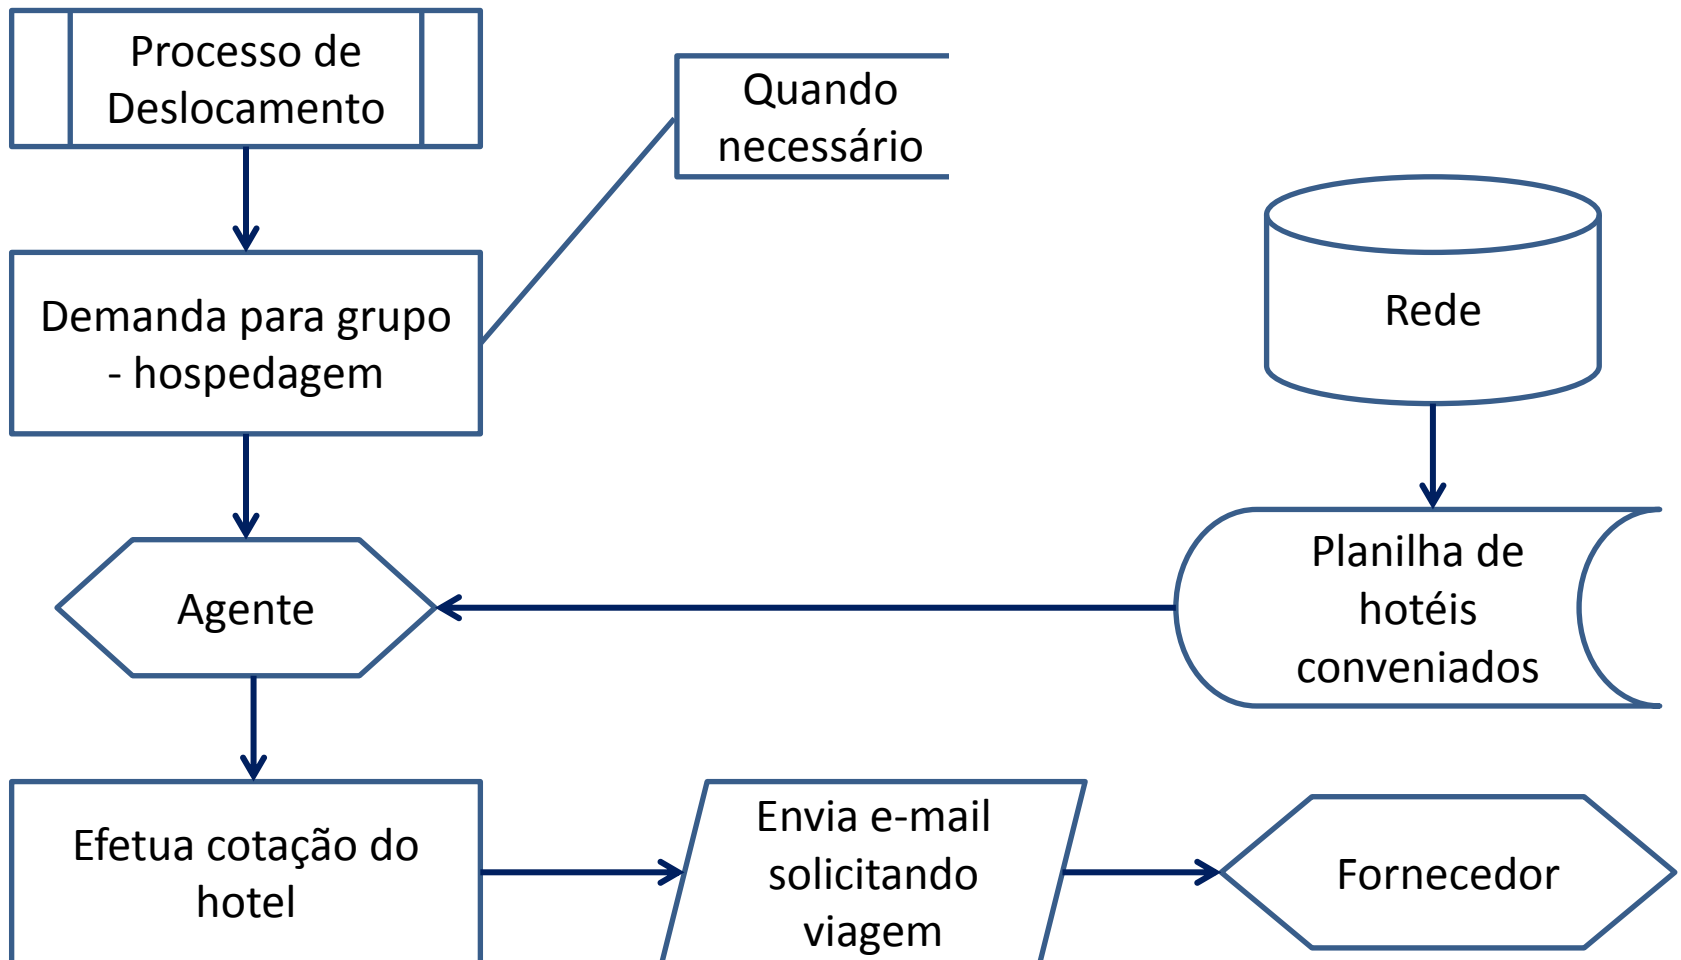 Processo de
Deslocamento
Quando
necessário
Demanda para grupo
- hospedagem
Rede
Agente
Planilha de
hotéis
conveniados
Efetua cotação do
hotel
Envia e-mail
solicitando
viagem
Fornecedor